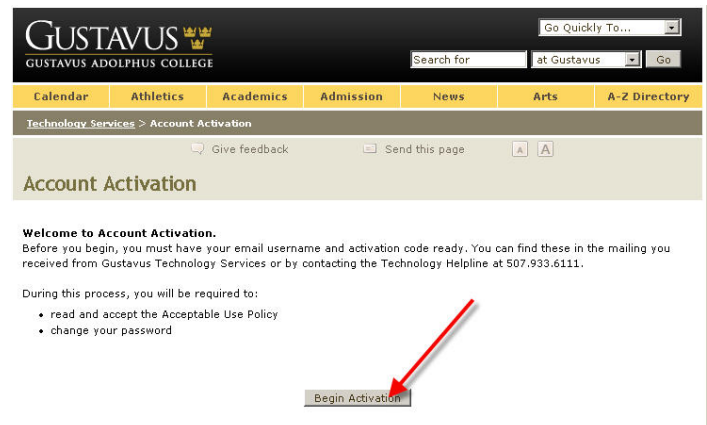 GUSTAVUS
GUSTAVUS ADOLPHUS COLLEGE
Go Quickly To...
Search for
at Gustavus
Go
Calendar Athletics Academics Admission News Arts A-Z Directory
Technology Services > Account Activation
Give feedback Send this page A A
Account Activation
Welcome to Account Activation.
Before you begin, you must have your email username and activation code ready. You can find these in the mailing you
received from Gustavus Technology Services or by contacting the Technology Helpline at 507.933.6111.
During this process, you will be required to:
• read and accept the Acceptable Use Policy
• change your password
Begin Activation